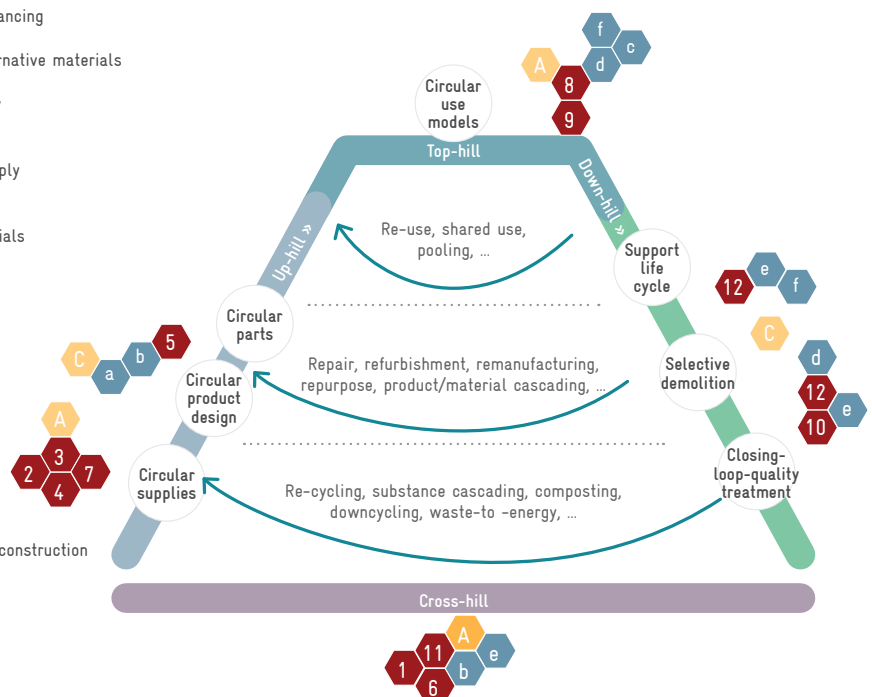 ancing
rnative materials
ply
ials
construction
f
c
d
A
8
9
Circular
use
models
Top-hill
Down-hill »
Up-hill »
Re-use, shared use,
pooling, ...
Support
life
cycle
e
12
f
C
Circular
parts
5
b
C
a
Repair, refurbishment, remanufacturing,
repurpose, product/material cascading, ...
Selective
demolition
d
12
e
10
Circular
product
design
A
3
2
7
4
Circular
supplies
Re-cycling, substance cascading, composting,
downcycling, waste-to -energy, ...
Closing-
loop-quality
treatment
Cross-hill
A
11
e
1
b
6